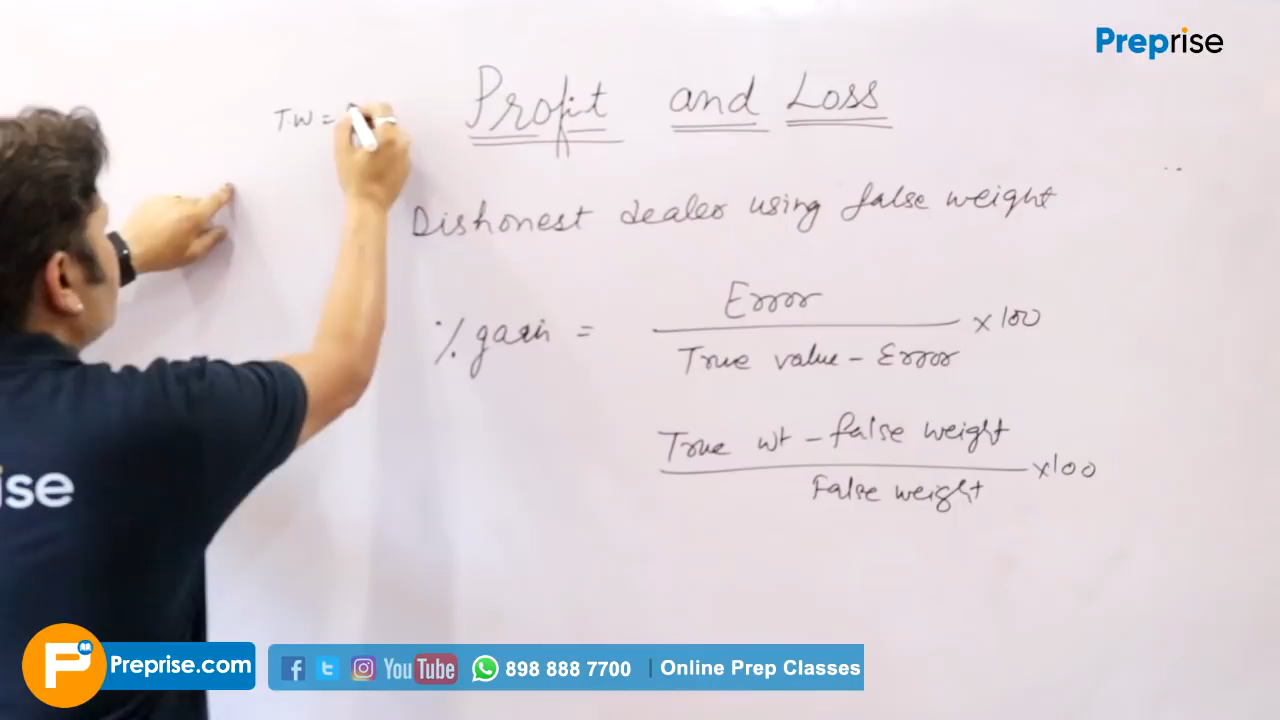 Preprise
Profit and Loss
TW =
Dishonest dealer using false weight
% gain = Error / True value - Error × 100
True wt - false weight / False weight × 100
ise
Preprise.com
YouTube 898 888 7700 | Online Prep Classes